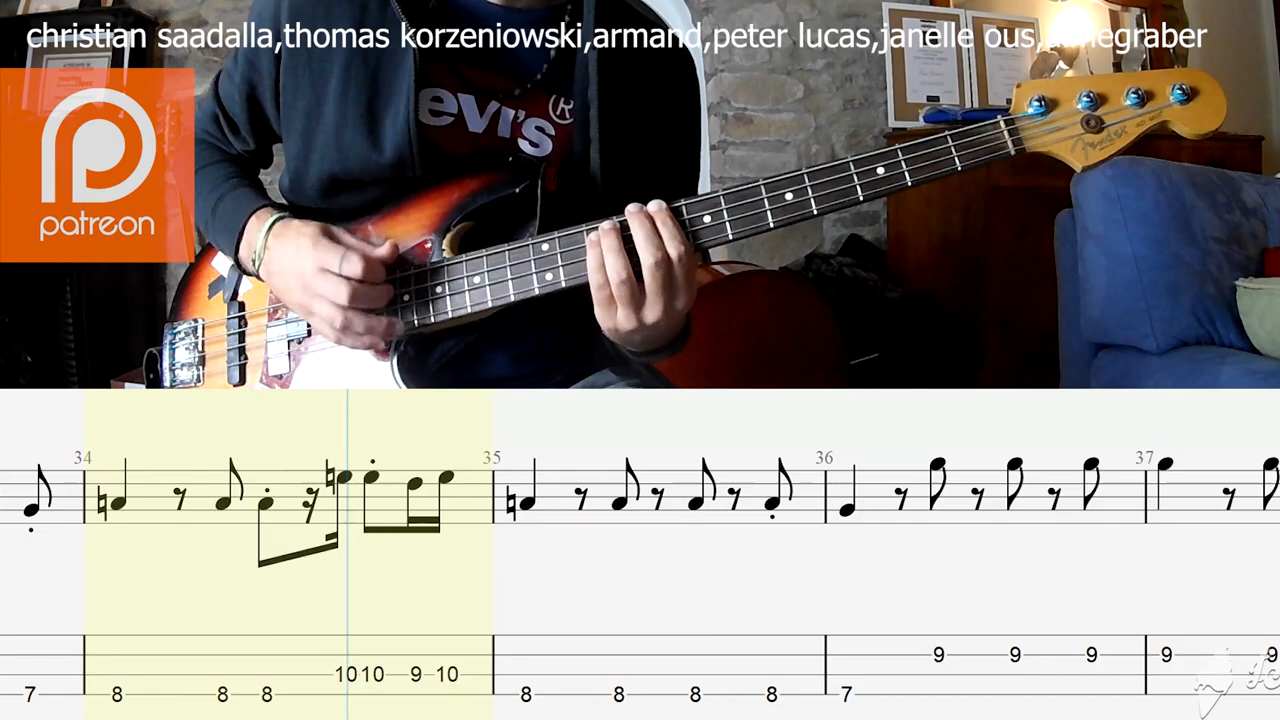 christian saadalla,thomas korzeniowski,armand,peter lucas,janelle ous,
patreon
evi's®
Fender
34 35 36 37
9 9 9 9 9
10 10 9 10
7 8 8 8 8 8 8 8 7